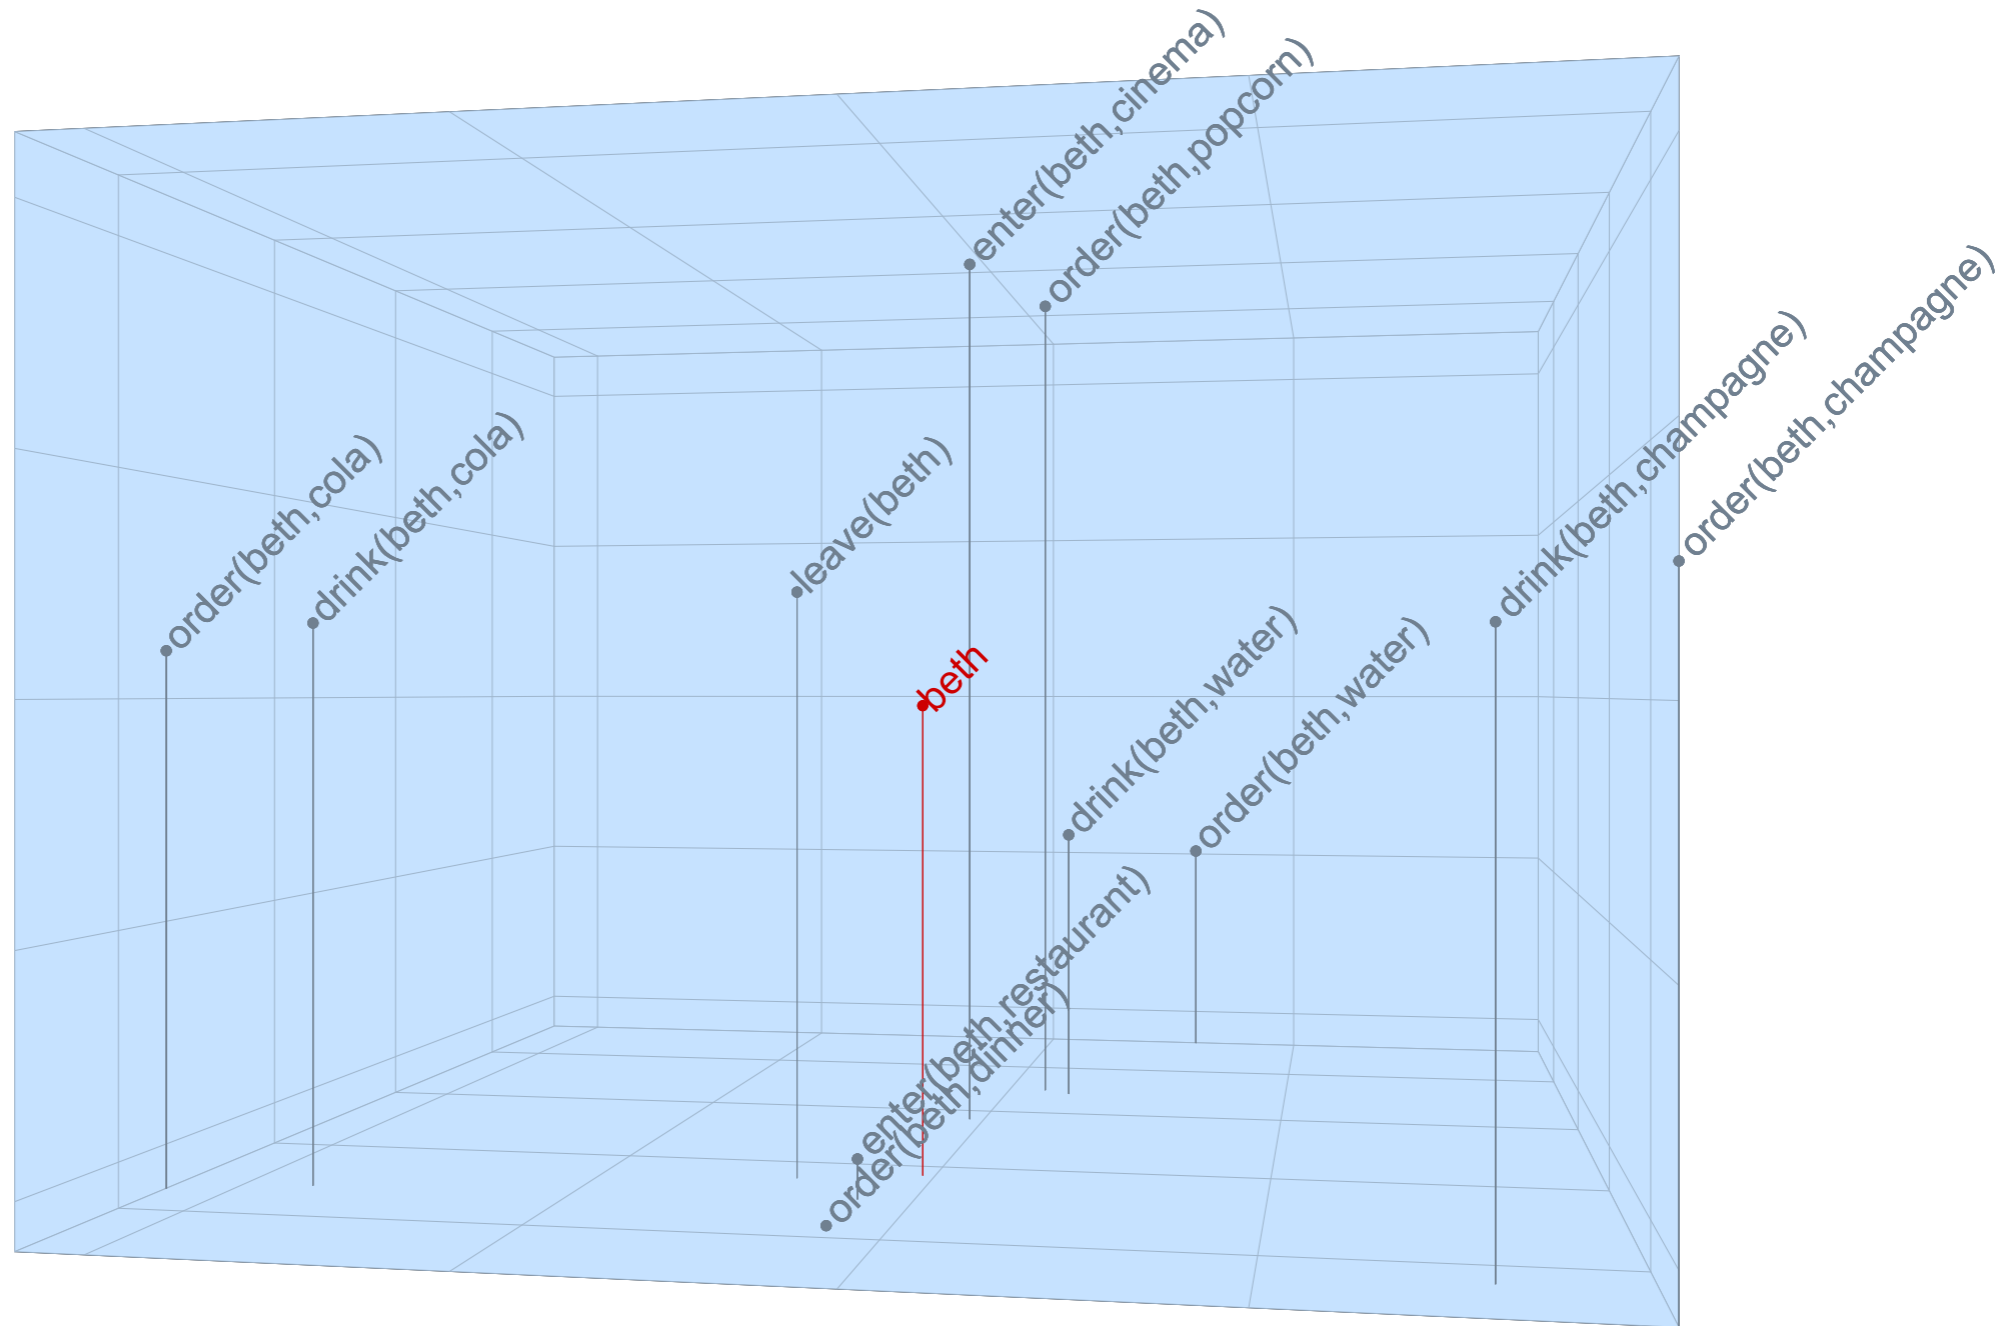 enter(beth,cinema)
order(beth,popcorn)
order(beth,champagne)
drink(beth,champagne)
order(beth,cola)
drink(beth,cola)
leave(beth)
beth
drink(beth,water)
order(beth,water)
enter(beth,restaurant)
order(beth,dinner)